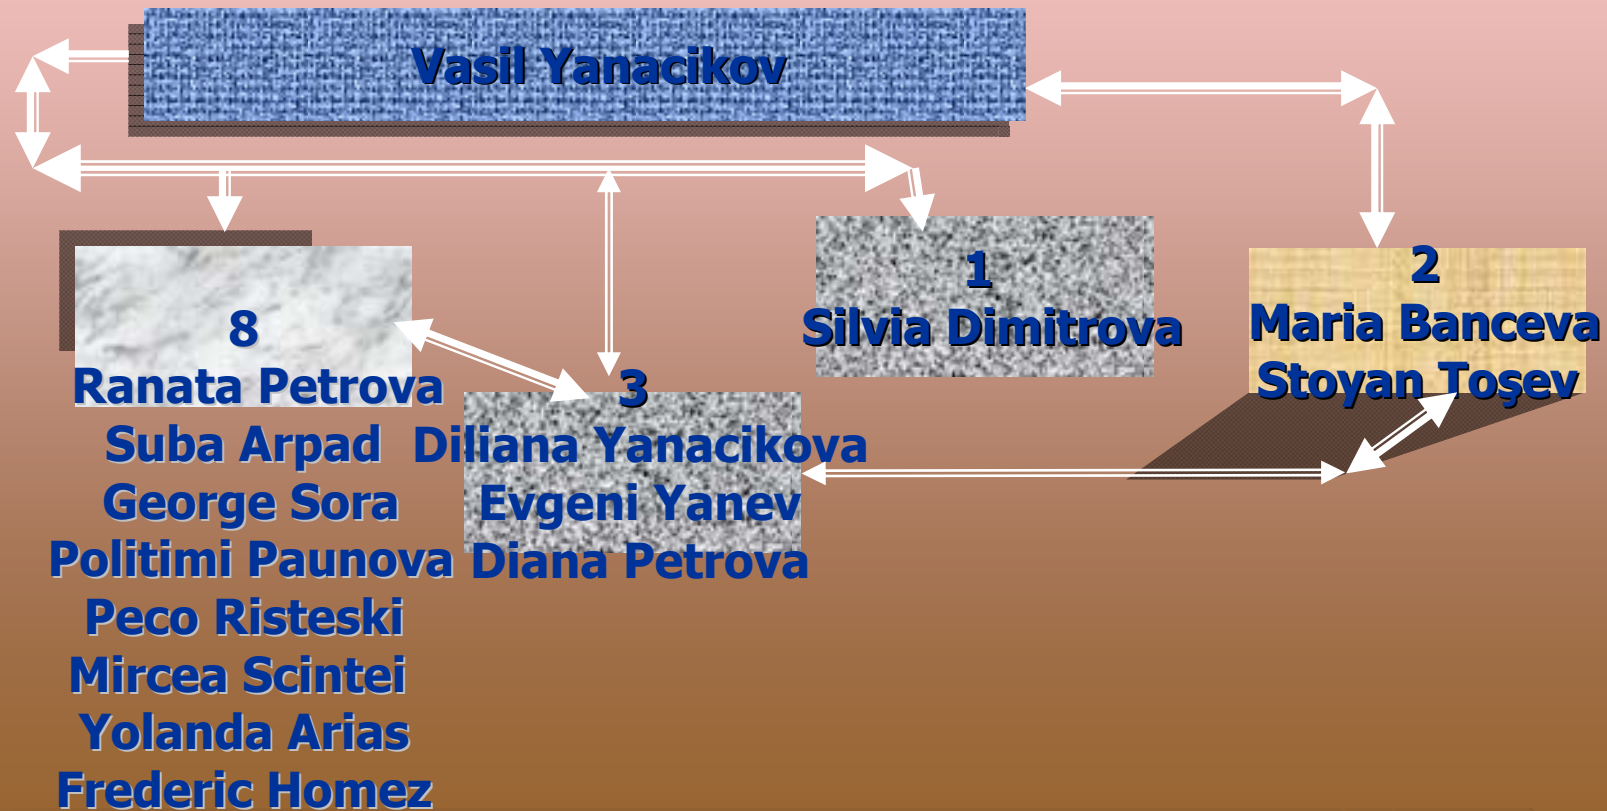 Vasil Yanacikov
8
Ranata Petrova
Suba Arpad
George Sora
Politimi Paunova
Peco Risteski
Mircea Scintei
Yolanda Arias
Frederic Homez
3
Diliana Yanacikova
Evgeni Yanev
Diana Petrova
1
Silvia Dimitrova
2
Maria Banceva
Stoyan Toşev